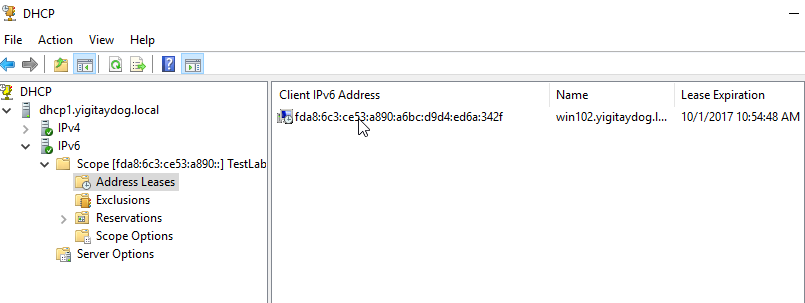 DHCP
File Action View Help
DHCP
dhcp1.yigitaydog.local
IPv4
IPv6
Scope [fda8:6c3:ce53:a890::] TestLab
Address Leases
Exclusions
Reservations
Scope Options
Server Options
Client IPv6 Address Name Lease Expiration
fda8:6c3:ce53:a890:a6bc:d9d4:ed6a:342f win102.yigitaydog.l... 10/1/2017 10:54:48 AM